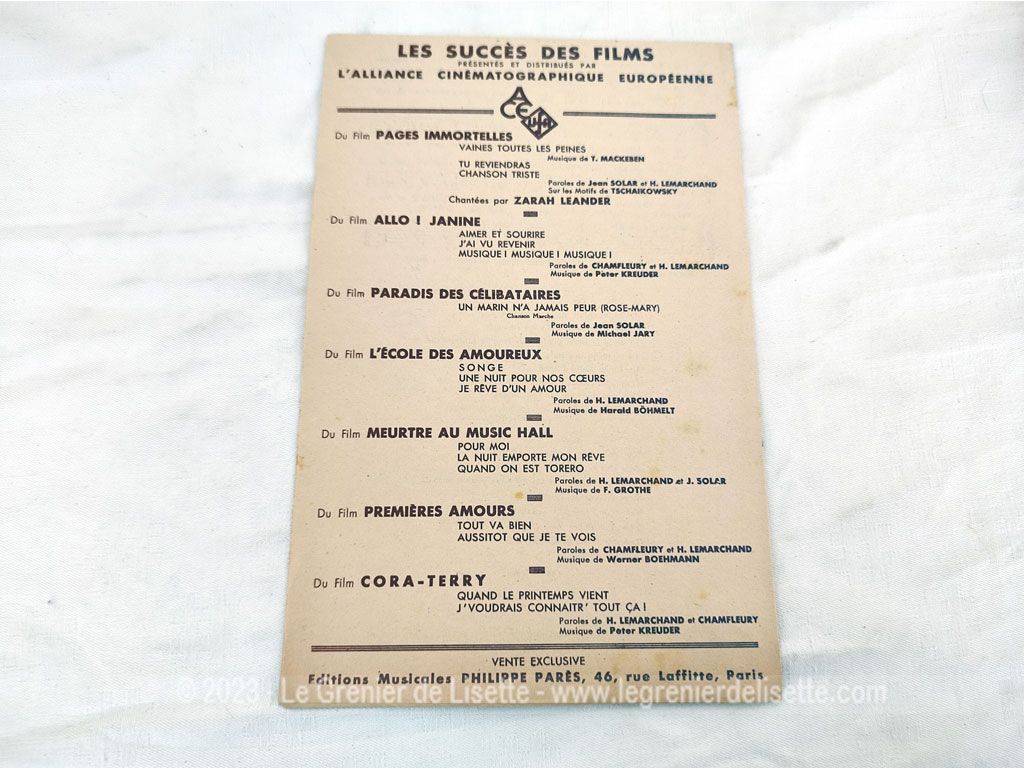 LES SUCCÈS DES FILMS
PRÉSENTÉS ET DISTRIBUÉS PAR
L'ALLIANCE CINÉMATOGRAPHIQUE EUROPÉENNE
ACE UFA
Du Film PAGES IMMORTELLES
VAINES TOUTES LES PEINES
Musique de T. MACKEBEN
TU REVIENDRAS
CHANSON TRISTE
Paroles de Jean SOLAR et H. LEMARCHAND
Sur les Motifs de TSCHAIKOWSKY
Chantées par ZARAH LEANDER
Du Film ALLO ! JANINE
AIMER ET SOURIRE
J'AI VU REVENIR
MUSIQUE ! MUSIQUE ! MUSIQUE !
Paroles de CHAMFLEURY et H. LEMARCHAND
Musique de Peter KREUDER
Du Film PARADIS DES CÉLIBATAIRES
UN MARIN N'A JAMAIS PEUR (ROSE-MARY)
Chanson Marche
Paroles de Jean SOLAR
Musique de Michael JARY
Du Film L'ÉCOLE DES AMOUREUX
SONGE
UNE NUIT POUR NOS CŒURS
JE RÊVE D'UN AMOUR
Paroles de H. LEMARCHAND
Musique de Harald BÖHMELT
Du Film MEURTRE AU MUSIC HALL
POUR MOI
LA NUIT EMPORTE MON RÊVE
QUAND ON EST TORERO
Paroles de H. LEMARCHAND et J. SOLAR
Musique de F. GROTHE
Du Film PREMIÈRES AMOURS
TOUT VA BIEN
AUSSITOT QUE JE TE VOIS
Paroles de CHAMFLEURY et H. LEMARCHAND
Musique de Werner BOEHMANN
Du Film CORA-TERRY
QUAND LE PRINTEMPS VIENT
J'VOUDRAIS CONNAITR' TOUT ÇA !
Paroles de H. LEMARCHAND et CHAMFLEURY
Musique de Peter KREUDER
VENTE EXCLUSIVE
Editions Musicales PHILIPPE PARÈS, 46, rue Laffitte, Paris
© 2023 - Le Grenier de Lisette - www.legrenierdelisette.com